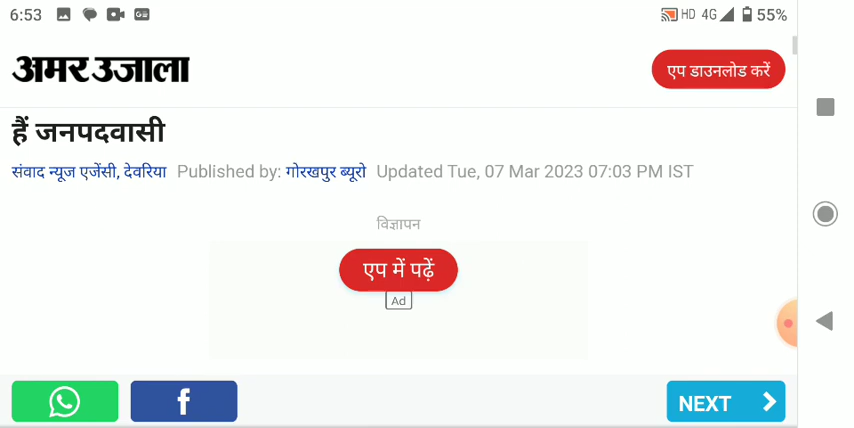 6:53 HD 4G 55%
अमर उजाला
एप डाउनलोड करें
हैं जनपदवासी
संवाद न्यूज एजेंसी, देवरिया Published by: गोरखपुर ब्यूरो Updated Tue, 07 Mar 2023 07:03 PM IST
विज्ञापन
एप में पढ़ें
Ad
NEXT